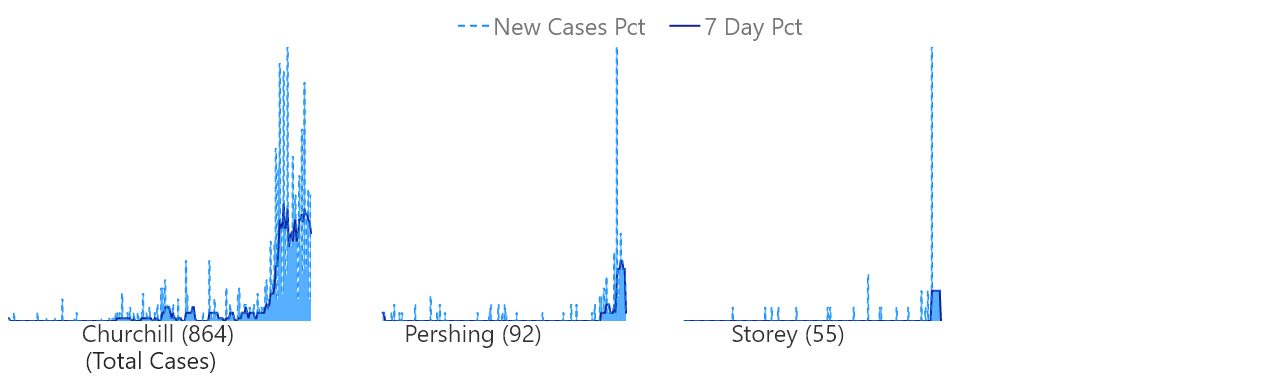 New Cases Pct 7 Day Pct
Churchill (864) Pershing (92) Storey (55)
(Total Cases)